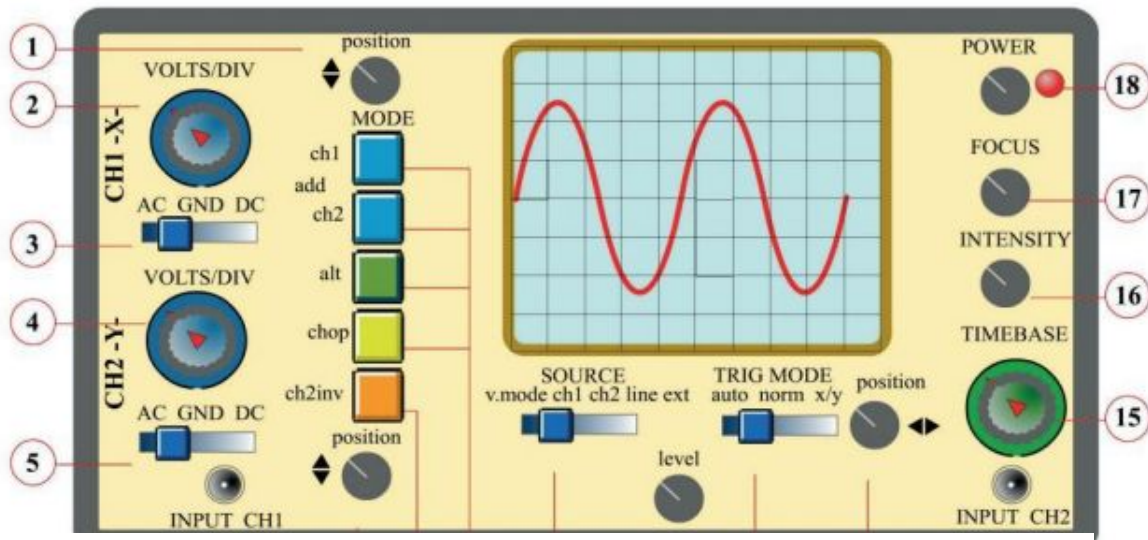 1
position
POWER
VOLTS/DIV
18
2
MODE
CH1 -X-
ch1
FOCUS
add
AC GND DC
ch2
17
3
INTENSITY
VOLTS/DIV
alt
16
4
chop
TIMEBASE
CH2 -Y-
SOURCE
TRIG MODE
v.mode ch1 ch2 line ext
auto norm x/y
position
ch2inv
AC GND DC
15
position
5
level
INPUT CH1
INPUT CH2